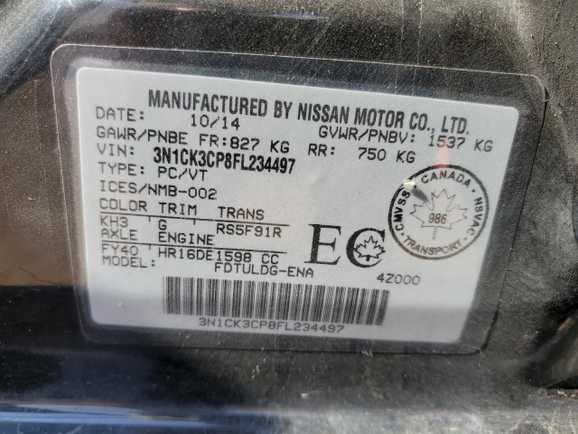 MANUFACTURED BY NISSAN MOTOR CO., LTD.
DATE: 10/14 GVWR/PNBV: 1537 KG
GAWR/PNBE FR:827 KG RR: 750 KG
VIN: 3N1CK3CP8FL234497
TYPE: PC/VT
ICES/NMB-002
COLOR TRIM TRANS
KH3 G RS5F91R
AXLE ENGINE
FY40 HR16DE1598 CC
MODEL: FDTULDG-ENA
EC
4Z000
CMVSS CANADA NSVAC
986
TRANSPORT
3N1CK3CP8FL234497